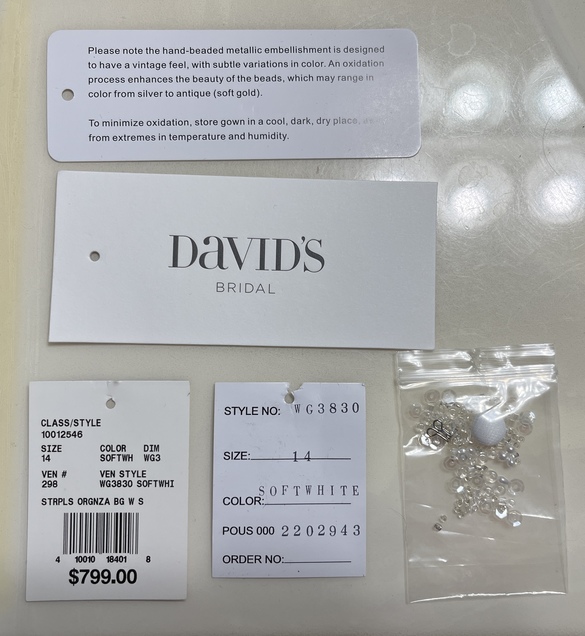 Please note the hand-beaded metallic embellishment is designed
to have a vintage feel, with subtle variations in color. An oxidation
process enhances the beauty of the beads, which may range in
color from silver to antique (soft gold).
To minimize oxidation, store gown in a cool, dark, dry place,
from extremes in temperature and humidity.
DAVID'S
BRIDAL
CLASS/STYLE
10012546
SIZE COLOR DIM
14 SOFTWH WG3
VEN # VEN STYLE
298 WG3830 SOFTWHI
STRPLS ORGNZA BG W S
4 10010 18401 8
$799.00
STYLE NO: WG3830
SIZE: 14
COLOR: SOFTWHITE
POUS 000 2202943
ORDER NO: